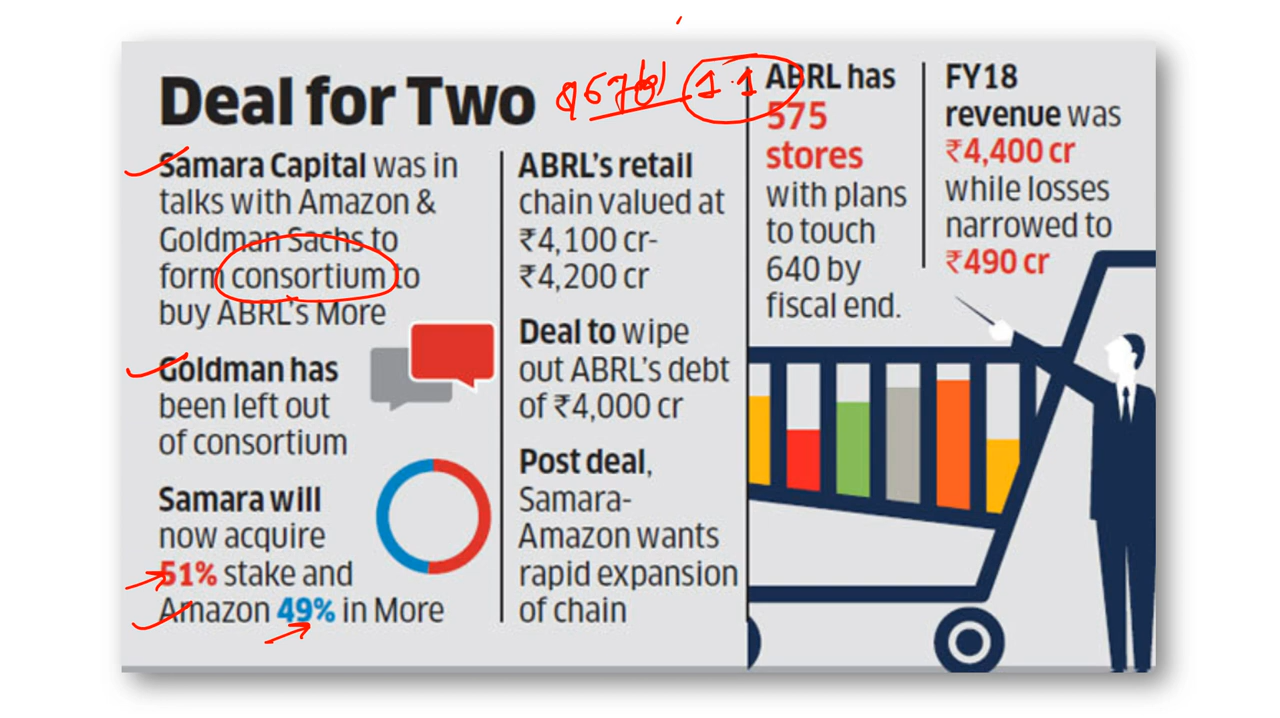 Deal for Two
1.1
Samara Capital was in
talks with Amazon &
Goldman Sachs to
form consortium to
buy ABRL's More
Goldman has
been left out
of consortium
Samara will
now acquire
51% stake and
Amazon 49% in More
ABRL's retail
chain valued at
₹4,100 cr-
₹4,200 cr
Deal to wipe
out ABRL's debt
of ₹4,000 cr
Post deal,
Samara-
Amazon wants
rapid expansion
of chain
ABRL has
575
stores
with plans
to touch
640 by
fiscal end.
FY18
revenue was
₹4,400 cr
while losses
narrowed to
₹490 cr